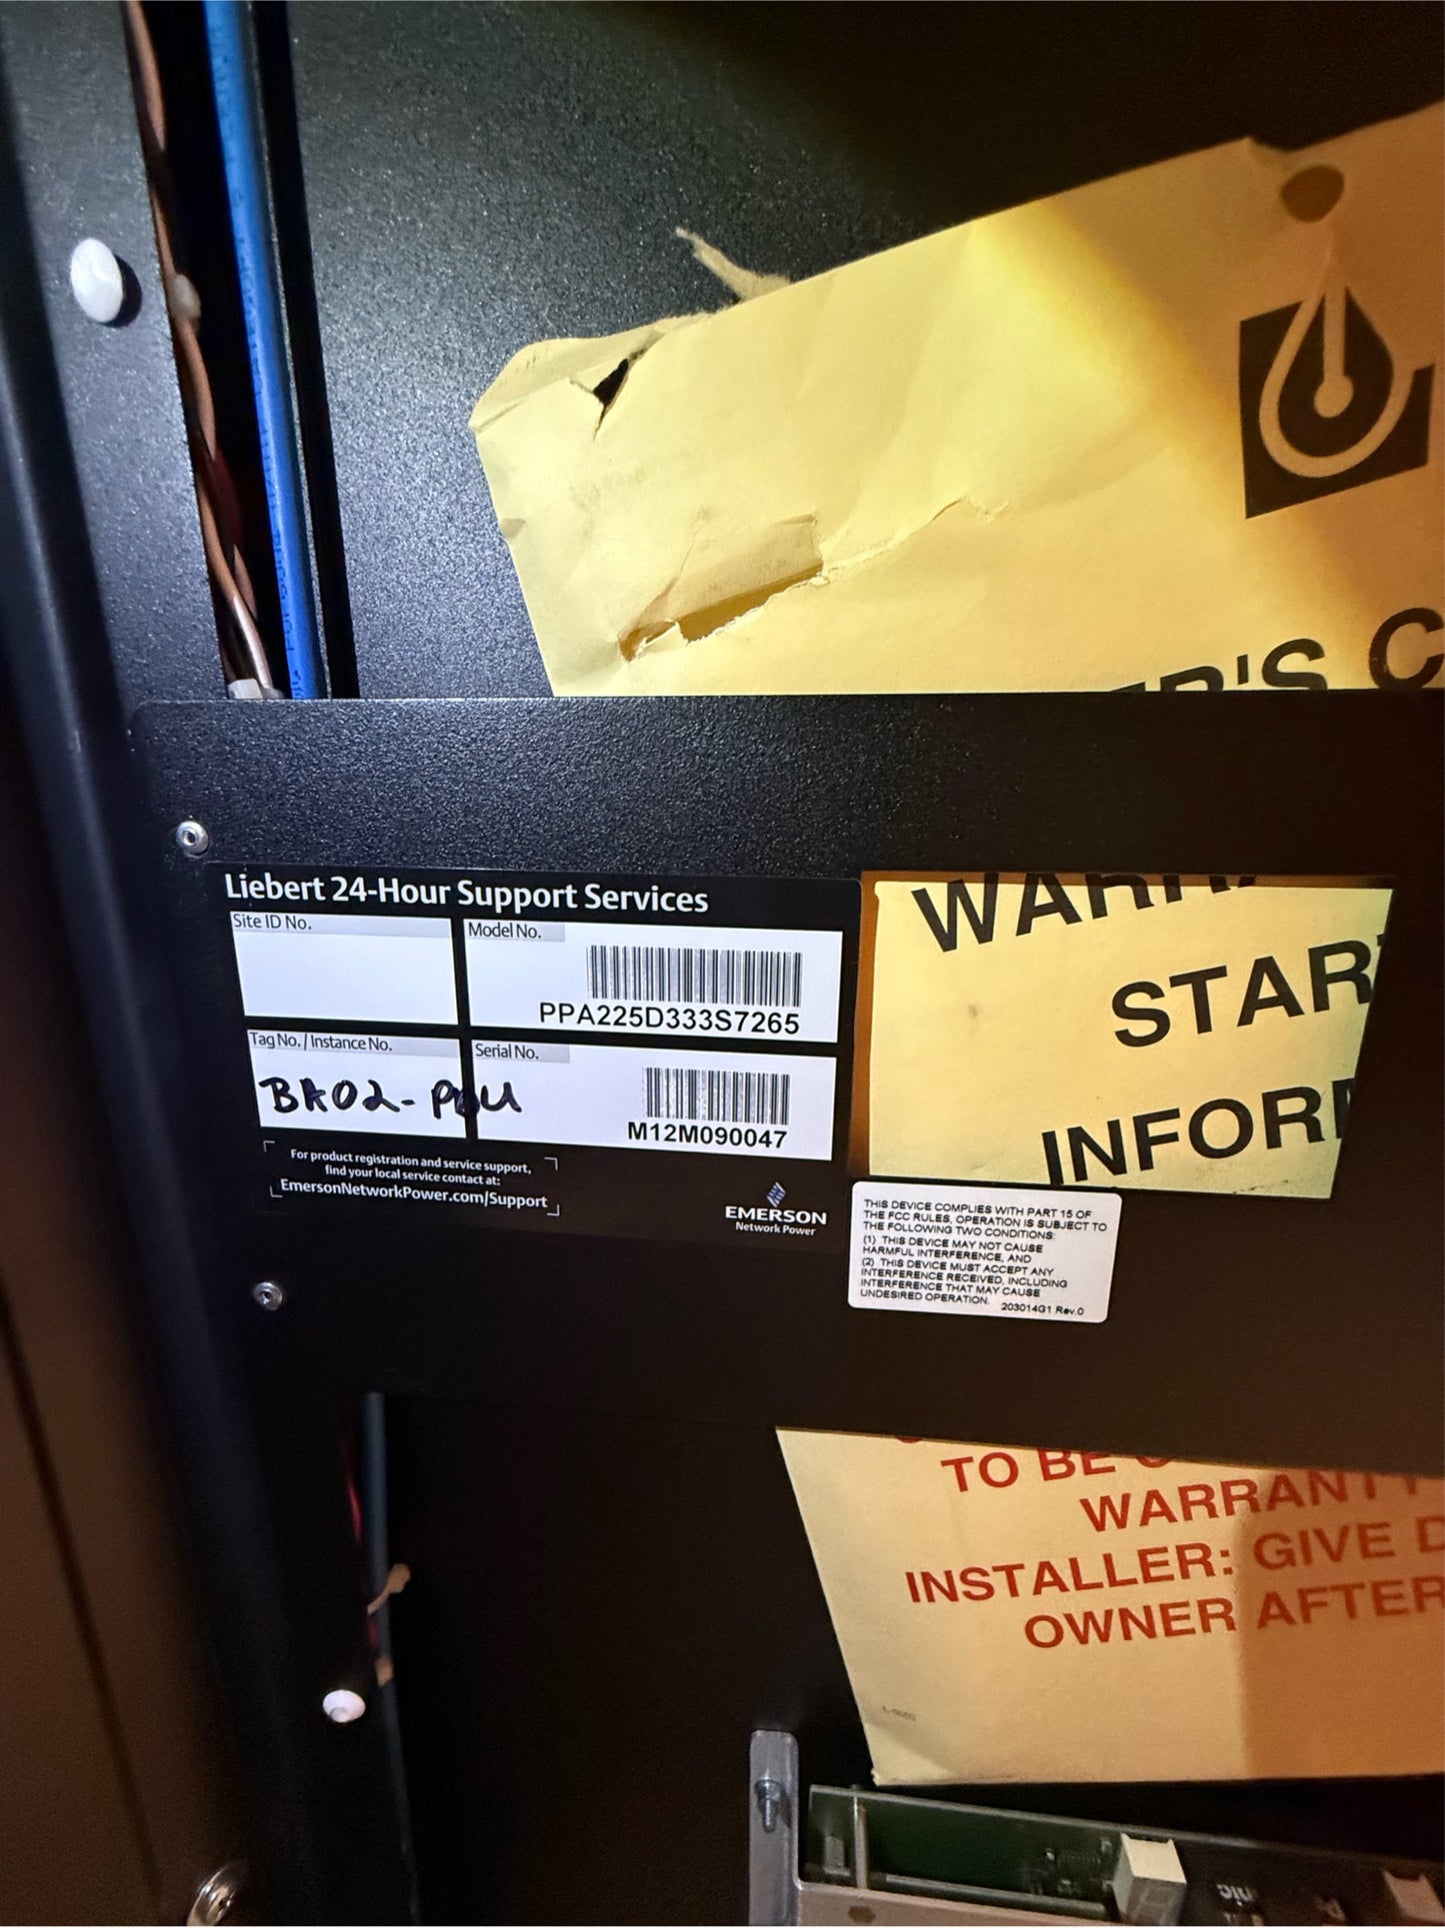 Liebert 24-Hour Support Services
Site ID No.
Model No.
PPA225D333S7265
Tag No. / Instance No.
BK02-PDU
Serial No.
M12M090047
For product registration and service support,
find your local service contact at:
EmersonNetworkPower.com/Support
EMERSON
Network Power
THIS DEVICE COMPLIES WITH PART 15 OF
THE FCC RULES, OPERATION IS SUBJECT TO
THE FOLLOWING TWO CONDITIONS:
(1) THIS DEVICE MAY NOT CAUSE
HARMFUL INTERFERENCE, AND
(2) THIS DEVICE MUST ACCEPT ANY
INTERFERENCE RECEIVED, INCLUDING
INTERFERENCE THAT MAY CAUSE
UNDESIRED OPERATION.
203014G1 Rev.0
TO BE
WARRANTY
INSTALLER: GIVE
OWNER AFTER